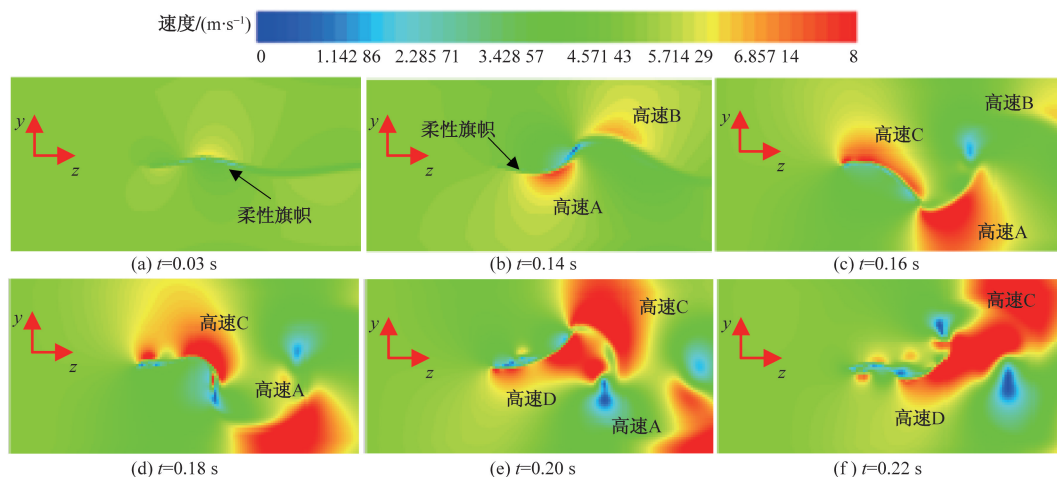 速度/(m·s⁻¹)
0 1.142 86 2.285 71 3.428 57 4.571 43 5.714 29 6.857 14 8
y
z
柔性旗帜
(a) t=0.03 s
y
z
柔性旗帜
高速B
高速A
(b) t=0.14 s
y
z
高速C
高速B
高速A
(c) t=0.16 s
y
z
高速C
高速A
(d) t=0.18 s
y
z
高速C
高速D
高速A
(e) t=0.20 s
y
z
高速C
高速D
(f) t=0.22 s